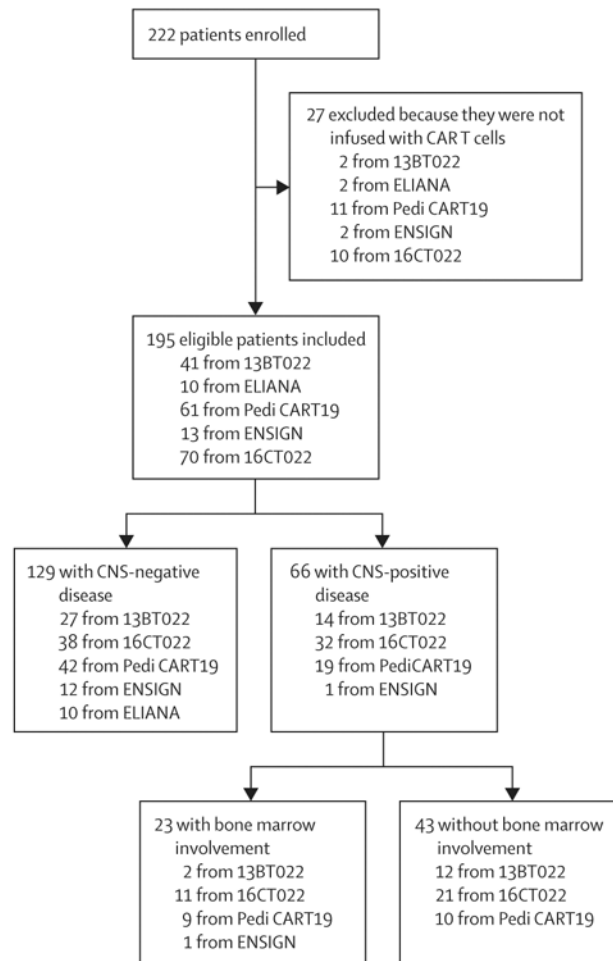 222 patients enrolled
27 excluded because they were not
infused with CAR T cells
2 from 13BT022
2 from ELIANA
11 from Pedi CART19
2 from ENSIGN
10 from 16CT022
195 eligible patients included
41 from 13BT022
10 from ELIANA
61 from Pedi CART19
13 from ENSIGN
70 from 16CT022
129 with CNS-negative
disease
27 from 13BT022
38 from 16CT022
42 from Pedi CART19
12 from ENSIGN
10 from ELIANA
66 with CNS-positive
disease
14 from 13BT022
32 from 16CT022
19 from PediCART19
1 from ENSIGN
23 with bone marrow
involvement
2 from 13BT022
11 from 16CT022
9 from Pedi CART19
1 from ENSIGN
43 without bone marrow
involvement
12 from 13BT022
21 from 16CT022
10 from Pedi CART19